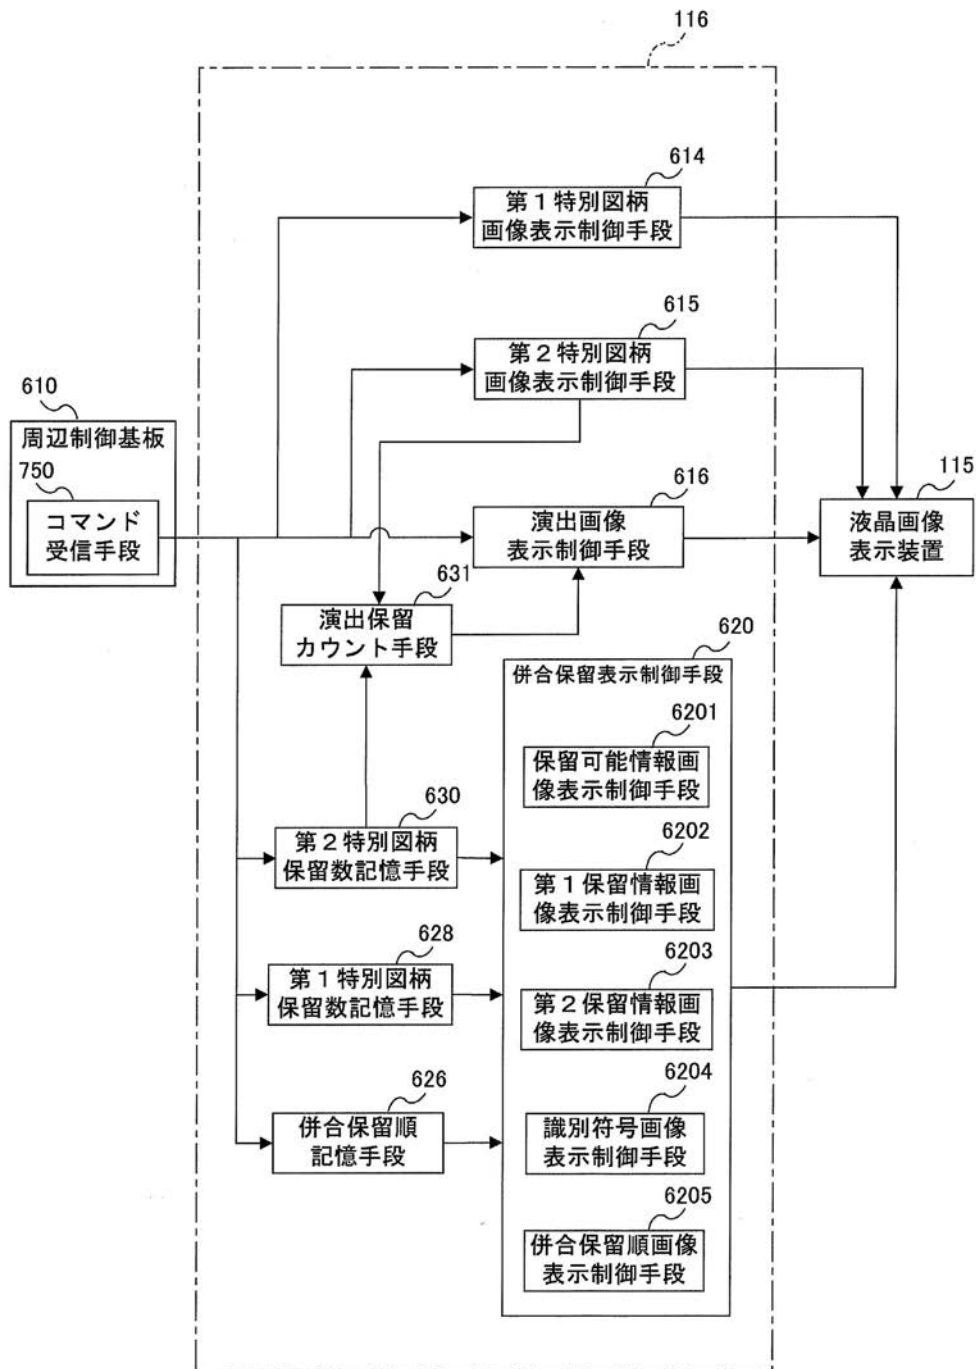 116
614
第１特別図柄
画像表示制御手段
615
第２特別図柄
画像表示制御手段
610
周辺制御基板
750
コマンド
受信手段
616
演出画像
表示制御手段
115
液晶画像
表示装置
631
演出保留
カウント手段
620
併合保留表示制御手段
6201
保留可能情報画
像表示制御手段
630
第２特別図柄
保留数記憶手段
6202
第１保留情報画
像表示制御手段
628
第１特別図柄
保留数記憶手段
6203
第２保留情報画
像表示制御手段
626
併合保留順
記憶手段
6204
識別符号画像
表示制御手段
6205
併合保留順画像
表示制御手段